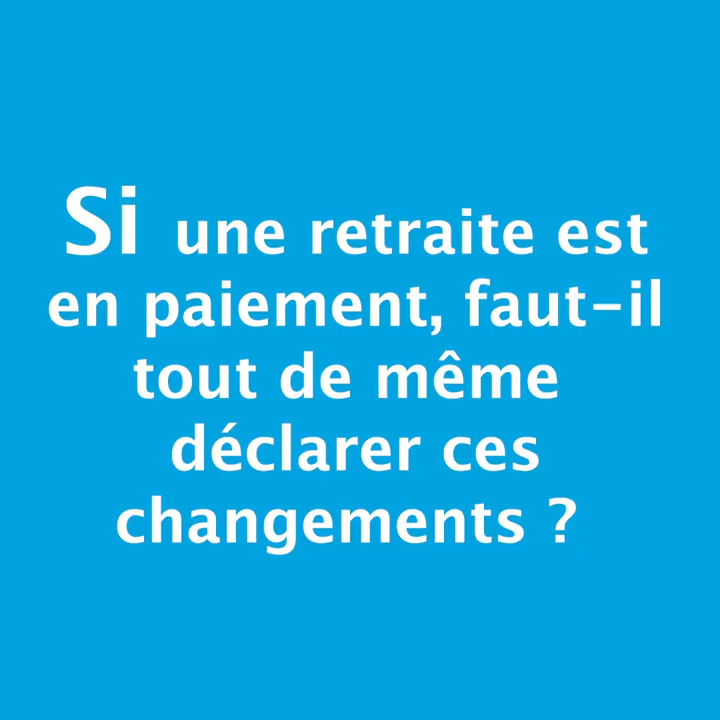 Si une retraite est
en paiement, faut-il
tout de même
déclarer ces
changements ?